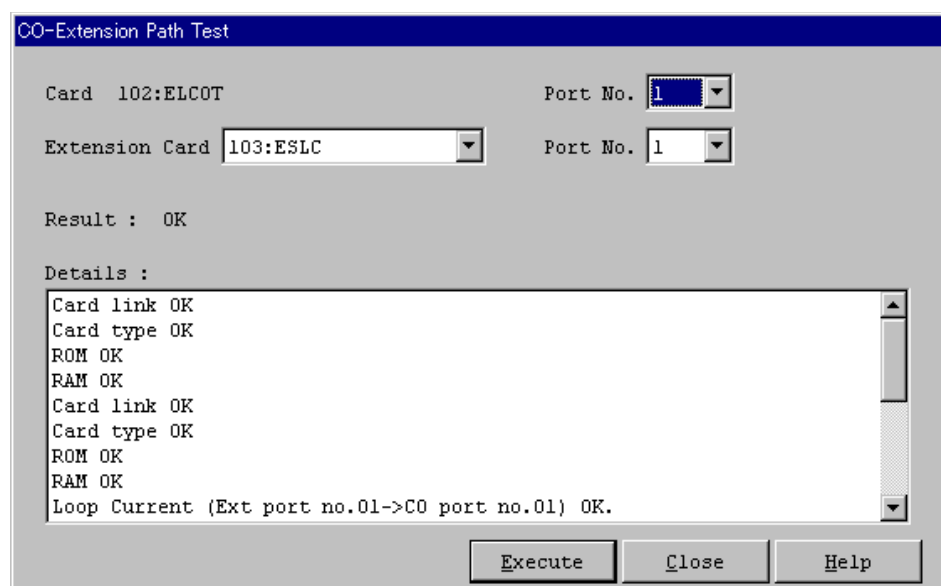 CO-Extension Path Test
Card 102:ELCOT Port No. 1
Extension Card 103:ESLC Port No. 1
Result : OK
Details :
Card link OK
Card type OK
ROM OK
RAM OK
Card link OK
Card type OK
ROM OK
RAM OK
Loop Current (Ext port no.01->CO port no.01) OK.
Execute Close Help